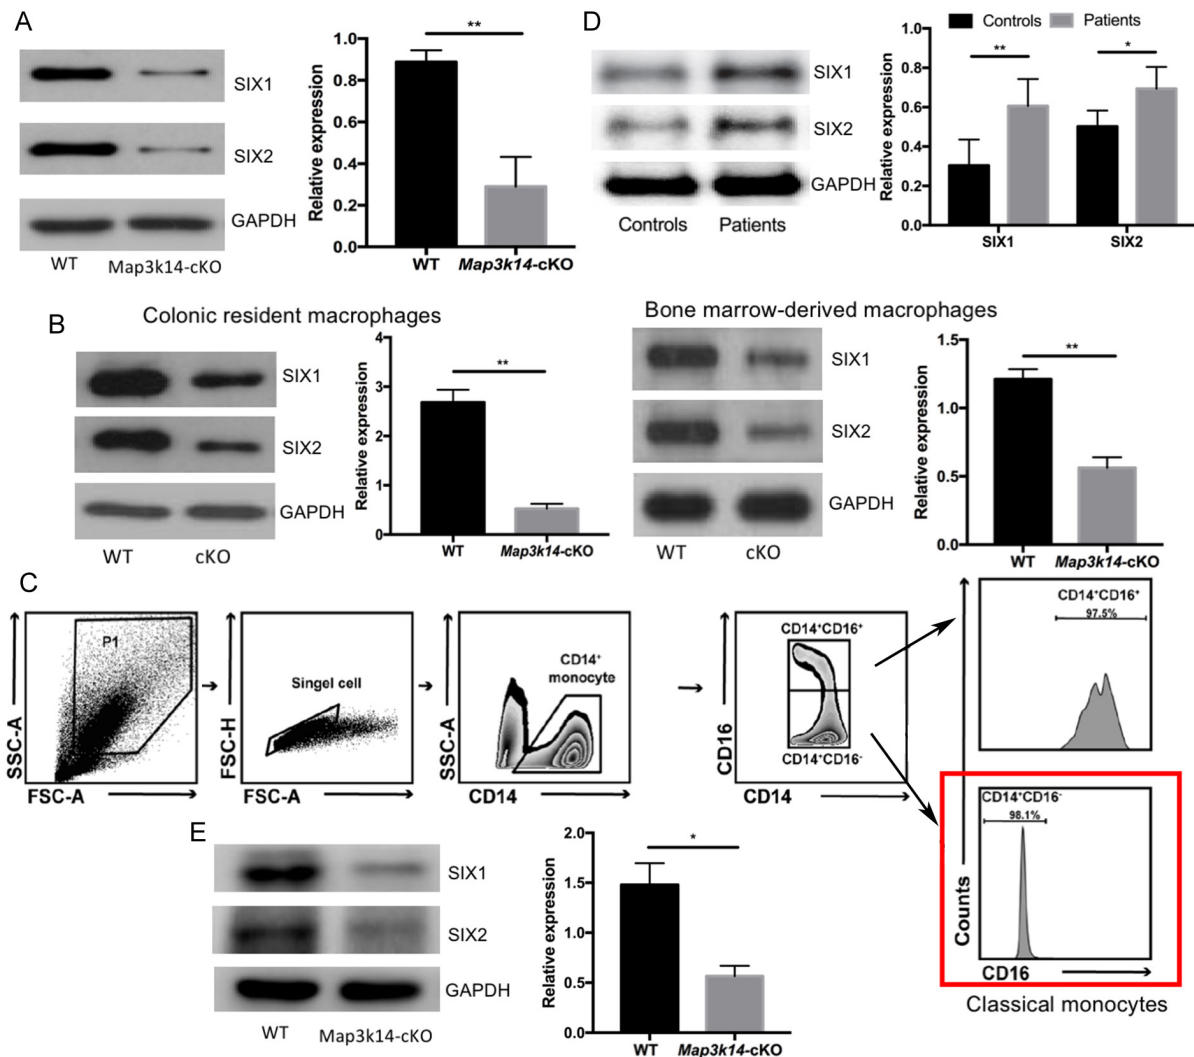 A
SIX1
SIX2
GAPDH
WT Map3k14-cKO
Relative expression
1.0
0.8
0.6
0.4
0.2
0.0
**
WT Map3k14-cKO
D
SIX1
SIX2
GAPDH
Controls Patients
Controls Patients
Relative expression
1.0
0.8
0.6
0.4
0.2
0.0
** *
SIX1 SIX2
B
Colonic resident macrophages
SIX1
SIX2
GAPDH
WT cKO
Relative expression
4
3
2
1
0
**
WT Map3k14-cKO
Bone marrow-derived macrophages
SIX1
SIX2
GAPDH
WT cKO
Relative expression
1.5
1.0
0.5
0.0
**
WT Map3k14-cKO
C
SSC-A
P1
FSC-A
FSC-H
Singel cell
FSC-A
SSC-A
CD14⁺
monocyte
CD14
CD16
CD14⁺CD16⁺
CD14⁺CD16⁻
CD14
CD14⁺CD16⁺
97.5%
CD14⁺CD16⁻
98.1%
Counts
CD16
Classical monocytes
E
SIX1
SIX2
GAPDH
WT Map3k14-cKO
Relative expression
2.0
1.5
1.0
0.5
0.0
*
WT Map3k14-cKO